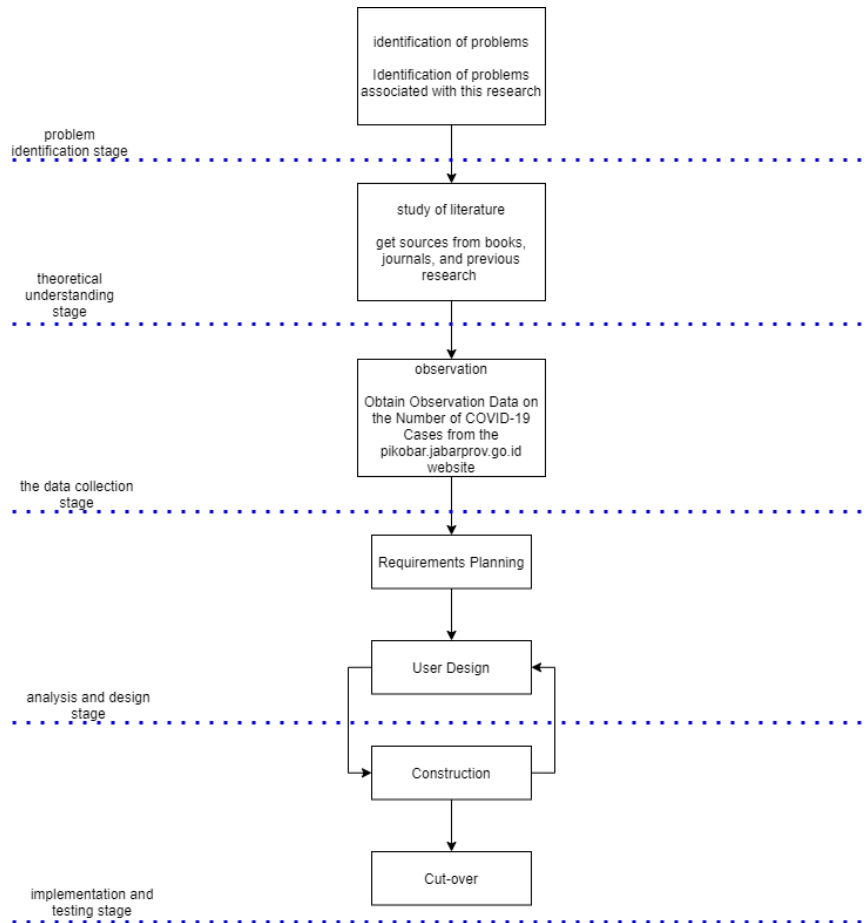 identification of problems
Identification of problems
associated with this research
problem
identification stage
study of literature
get sources from books,
journals, and previous
research
theoretical
understanding
stage
observation
Obtain Observation Data on
the Number of COVID-19
Cases from the
pikobar.jabarprov.go.id
website
the data collection
stage
Requirements Planning
User Design
analysis and design
stage
Construction
Cut-over
implementation and
testing stage